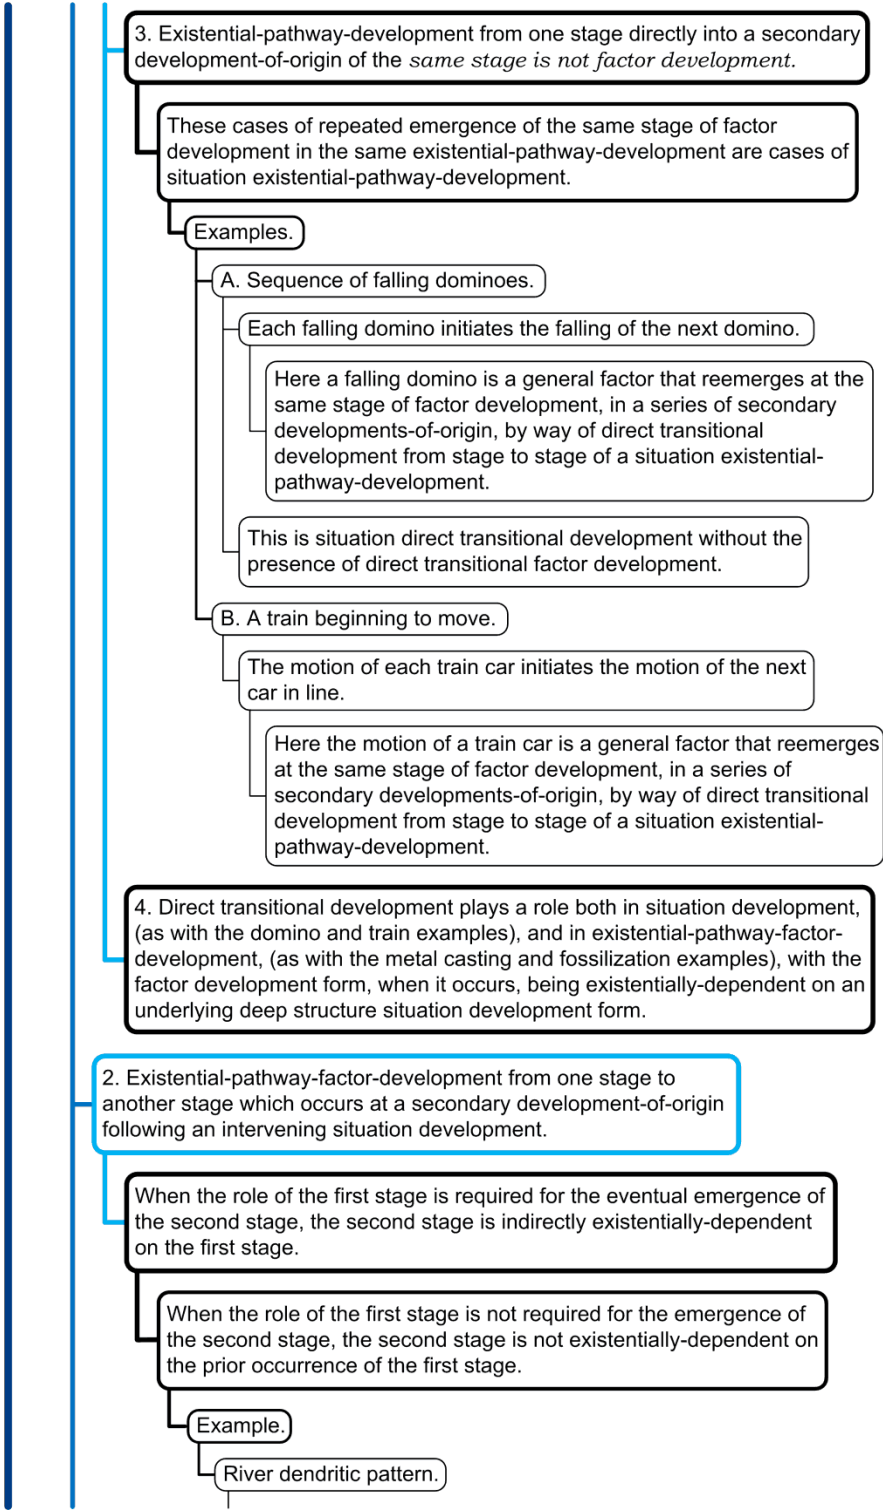 3. Existential-pathway-development from one stage directly into a secondary
development-of-origin of the same stage is not factor development.
These cases of repeated emergence of the same stage of factor
development in the same existential-pathway-development are cases of
situation existential-pathway-development.
Examples.
A. Sequence of falling dominoes.
Each falling domino initiates the falling of the next domino.
Here a falling domino is a general factor that reemerges at the
same stage of factor development, in a series of secondary
developments-of-origin, by way of direct transitional
development from stage to stage of a situation existential-
pathway-development.
This is situation direct transitional development without the
presence of direct transitional factor development.
B. A train beginning to move.
The motion of each train car initiates the motion of the next
car in line.
Here the motion of a train car is a general factor that reemerges
at the same stage of factor development, in a series of
secondary developments-of-origin, by way of direct transitional
development from stage to stage of a situation existential-
pathway-development.
4. Direct transitional development plays a role both in situation development,
(as with the domino and train examples), and in existential-pathway-factor-
development, (as with the metal casting and fossilization examples), with the
factor development form, when it occurs, being existentially-dependent on an
underlying deep structure situation development form.
2. Existential-pathway-factor-development from one stage to
another stage which occurs at a secondary development-of-origin
following an intervening situation development.
When the role of the first stage is required for the eventual emergence of
the second stage, the second stage is indirectly existentially-dependent
on the first stage.
When the role of the first stage is not required for the emergence of
the second stage, the second stage is not existentially-dependent on
the prior occurrence of the first stage.
Example.
River dendritic pattern.